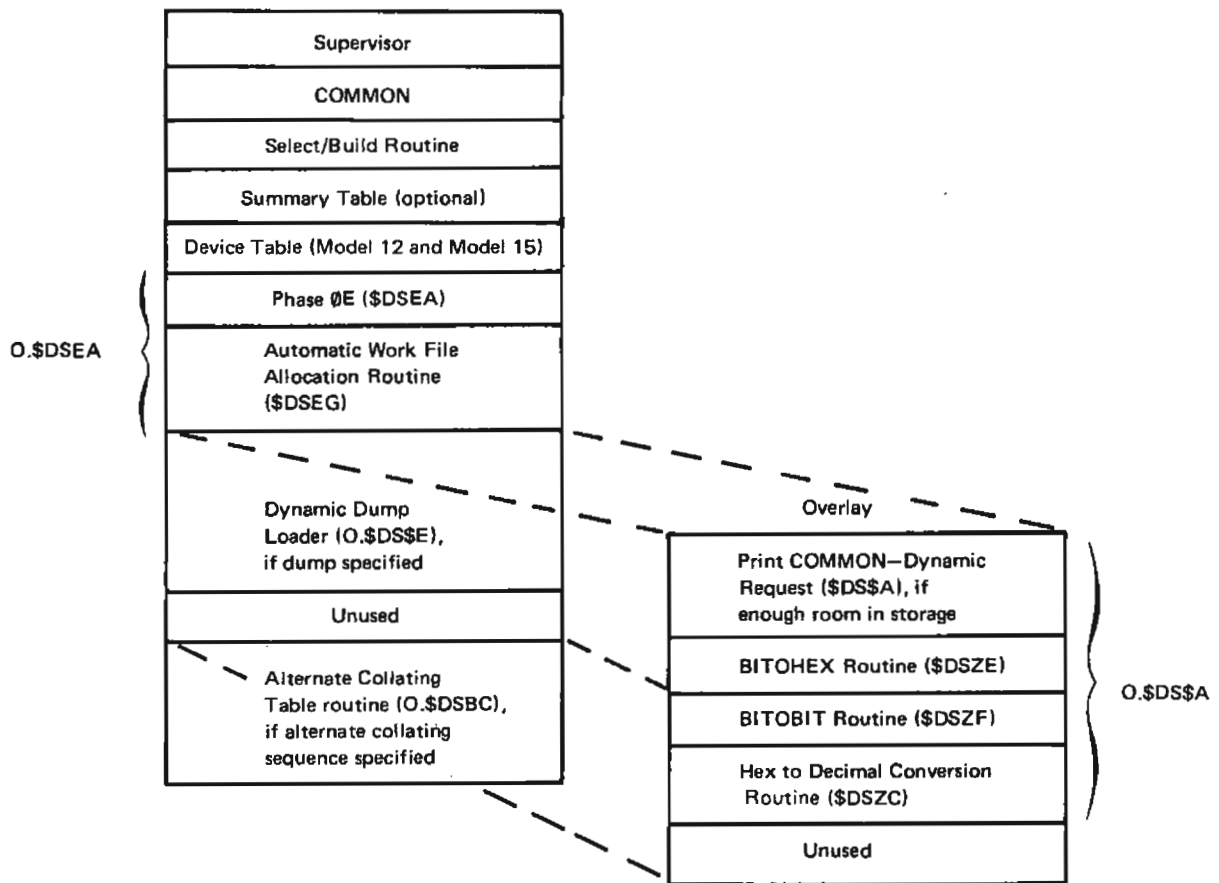 Supervisor
COMMON
Select/Build Routine
Summary Table (optional)
Device Table (Model 12 and Model 15)
Phase ØE ($DSEA)
O.$DSEA
Automatic Work File
Allocation Routine
($DSEG)
Dynamic Dump
Loader (O.$DS$E),
if dump specified
Unused
Alternate Collating
Table routine (O.$DSBC),
if alternate collating
sequence specified
Overlay
Print COMMON—Dynamic
Request ($DS$A), if
enough room in storage
BITOHEX Routine ($DSZE)
BITOBIT Routine ($DSZF)
O.$DS$A
Hex to Decimal Conversion
Routine ($DSZC)
Unused